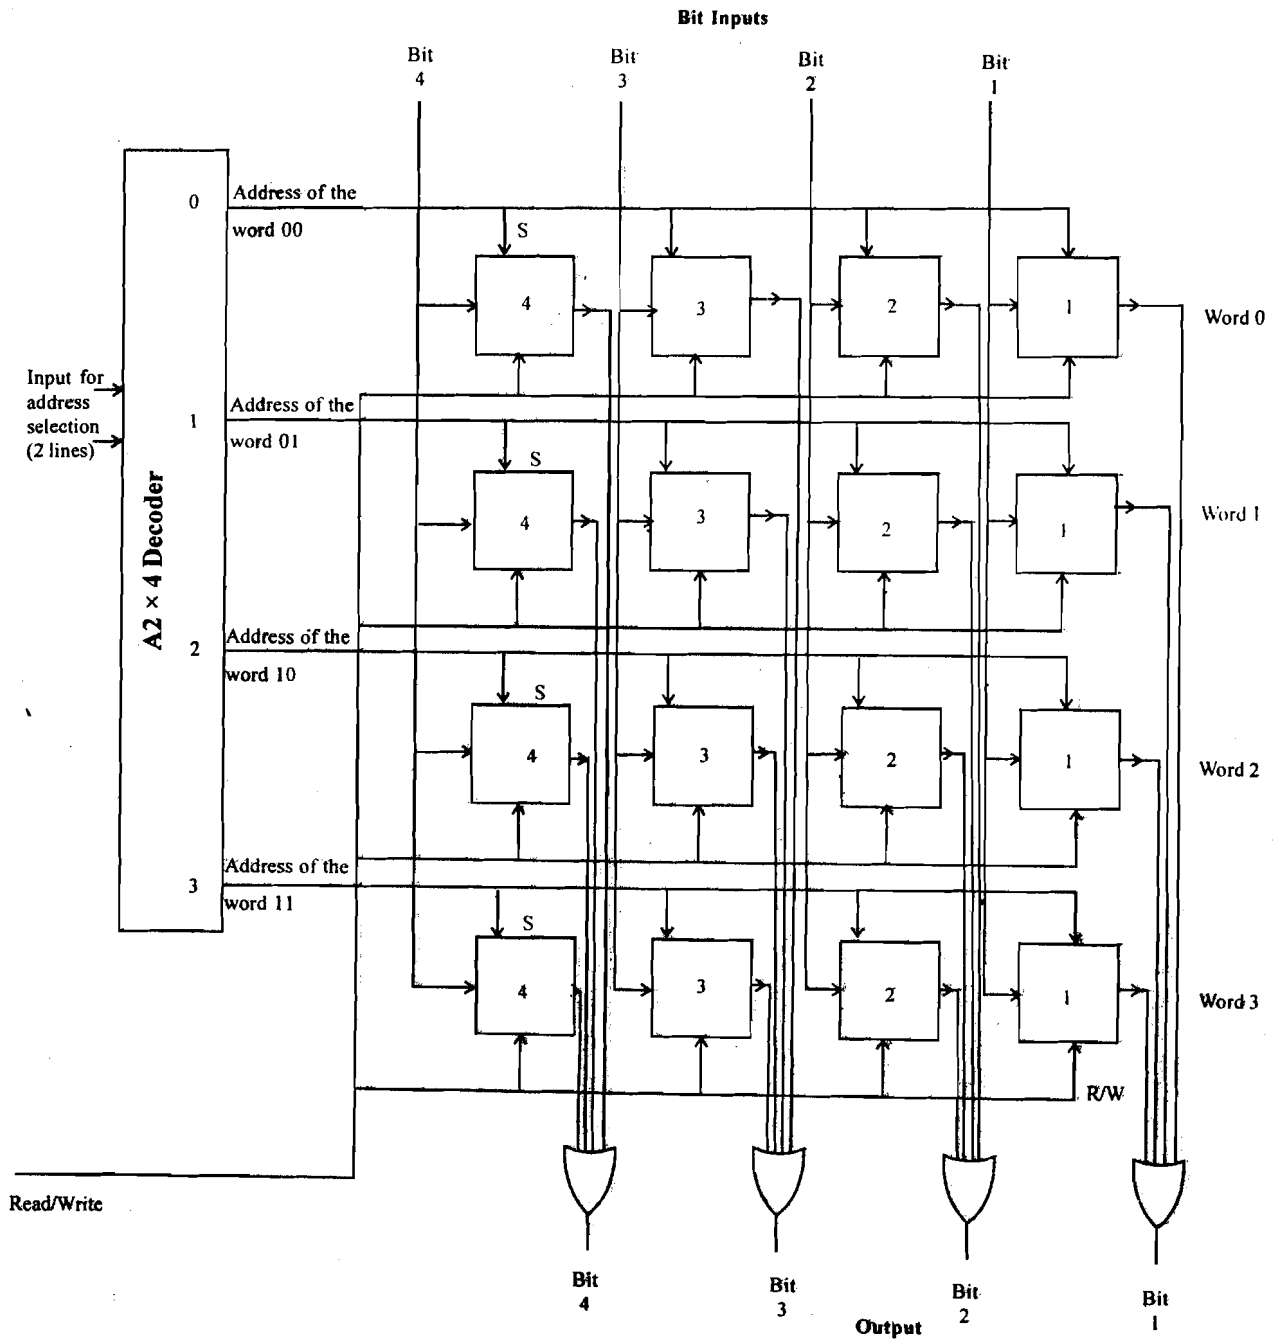 Bit Inputs
Bit Bit Bit Bit
4 3 2 1
0 Address of the
word 00
S
4 3 2 1
Word 0
Input for
address
selection
(2 lines)
1 Address of the
word 01
S
4 3 2 1
Word 1
A2 × 4 Decoder
2 Address of the
word 10
S
4 3 2 1
Word 2
3 Address of the
word 11
S
4 3 2 1
Word 3
R/W
Read/Write
Bit Bit Bit Bit
4 3 2 1
Output